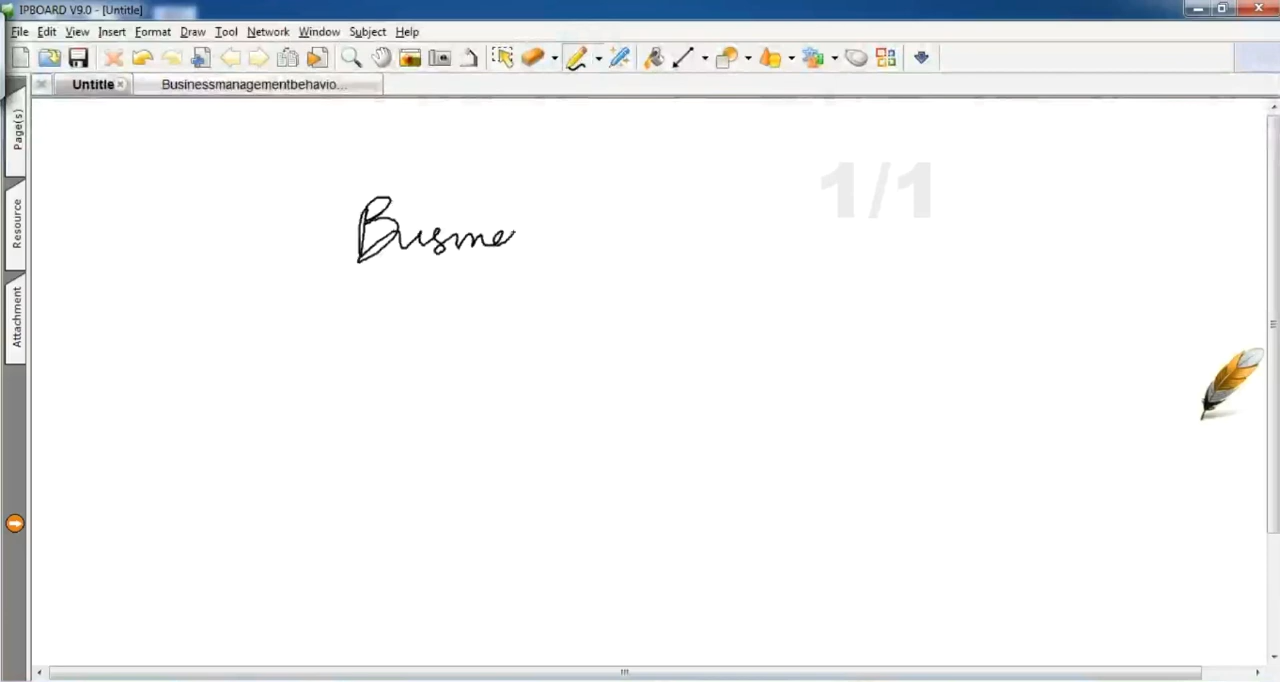 IPBOARD V9.0 - [Untitle]
File Edit View Insert Format Draw Tool Network Window Subject Help
Untitle Businessmanagementbehavio...
Page(s)
1/1
Resource
Busine
Attachment